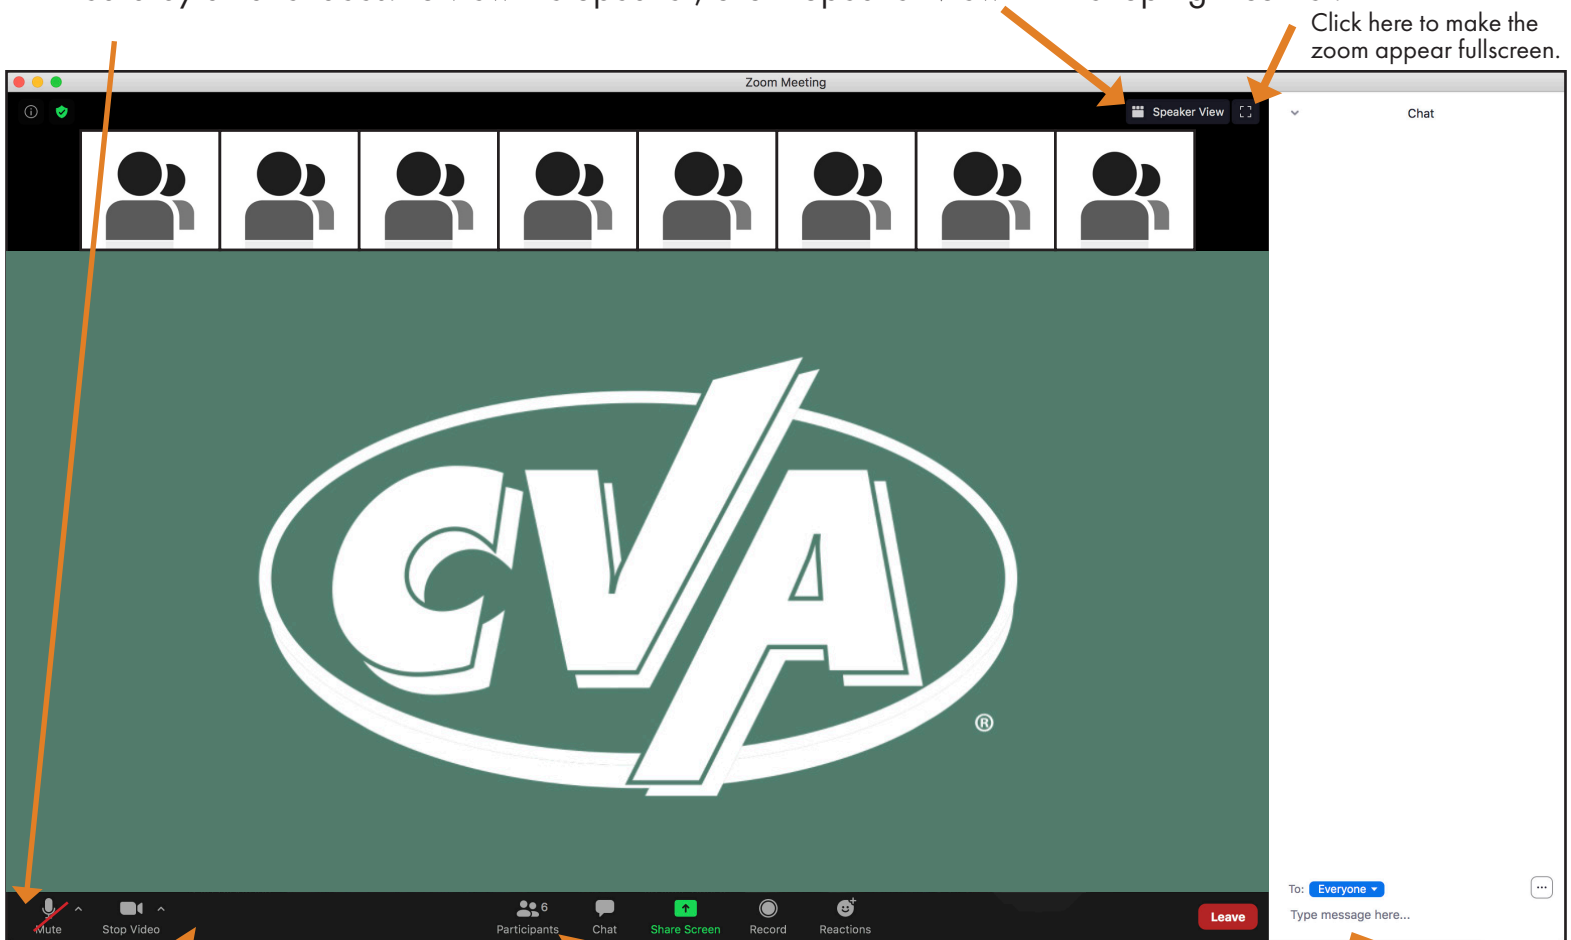 Click here to make the
zoom appear fullscreen.
Zoom Meeting
Speaker View
Chat
CVA
®
To: Everyone
Type message here...
Mute
Stop Video
6
Participants
Chat
Share Screen
Record
Reactions
Leave